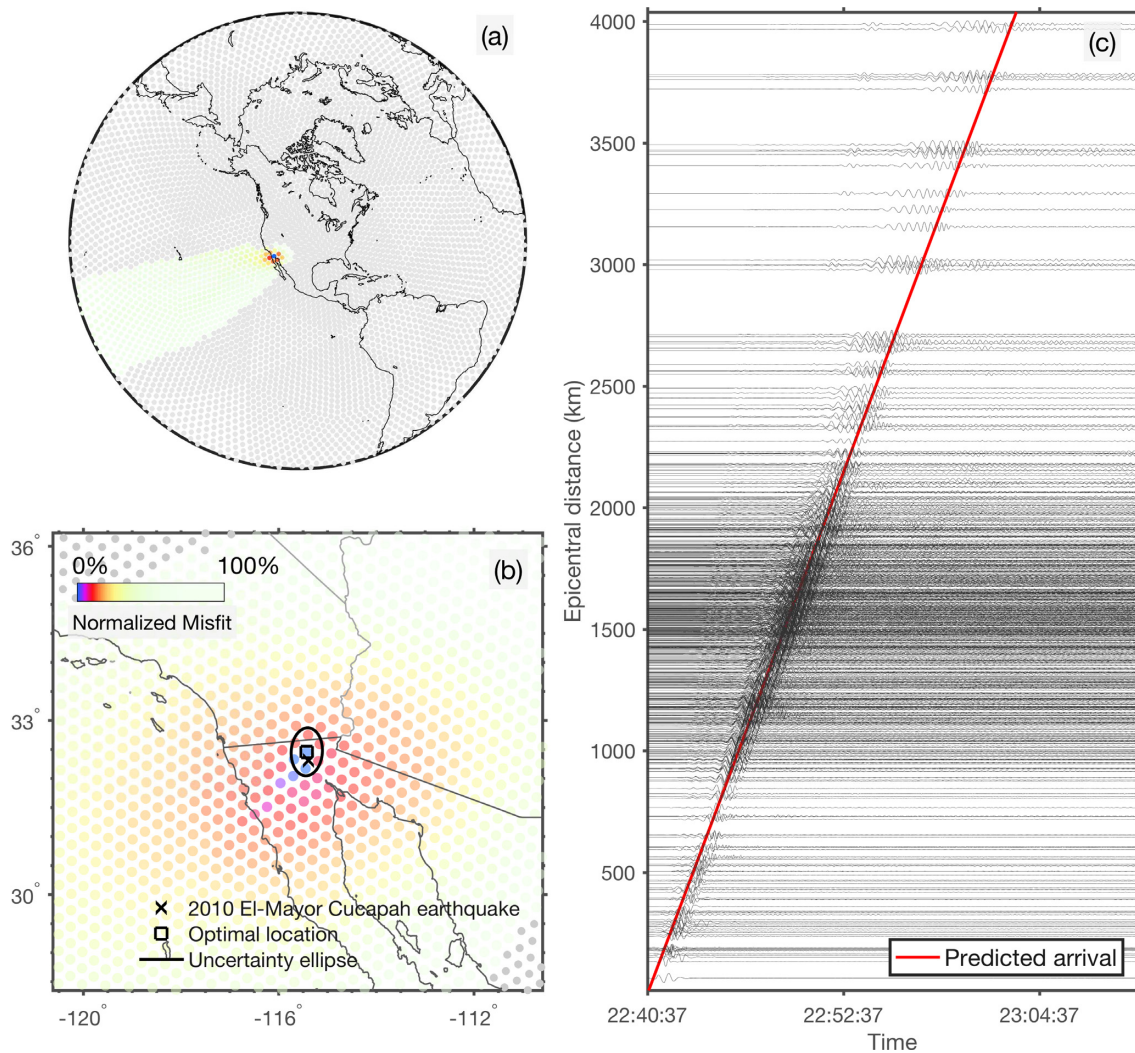 (a)
36°
33°
30°
0% 100%
Normalized Misfit
(b)
2010 El-Mayor Cucapah earthquake
Optimal location
Uncertainty ellipse
-120° -116° -112°
(c)
4000
3500
3000
2500
2000
1500
1000
500
Epicentral distance (km)
Predicted arrival
22:40:37 22:52:37 23:04:37
Time